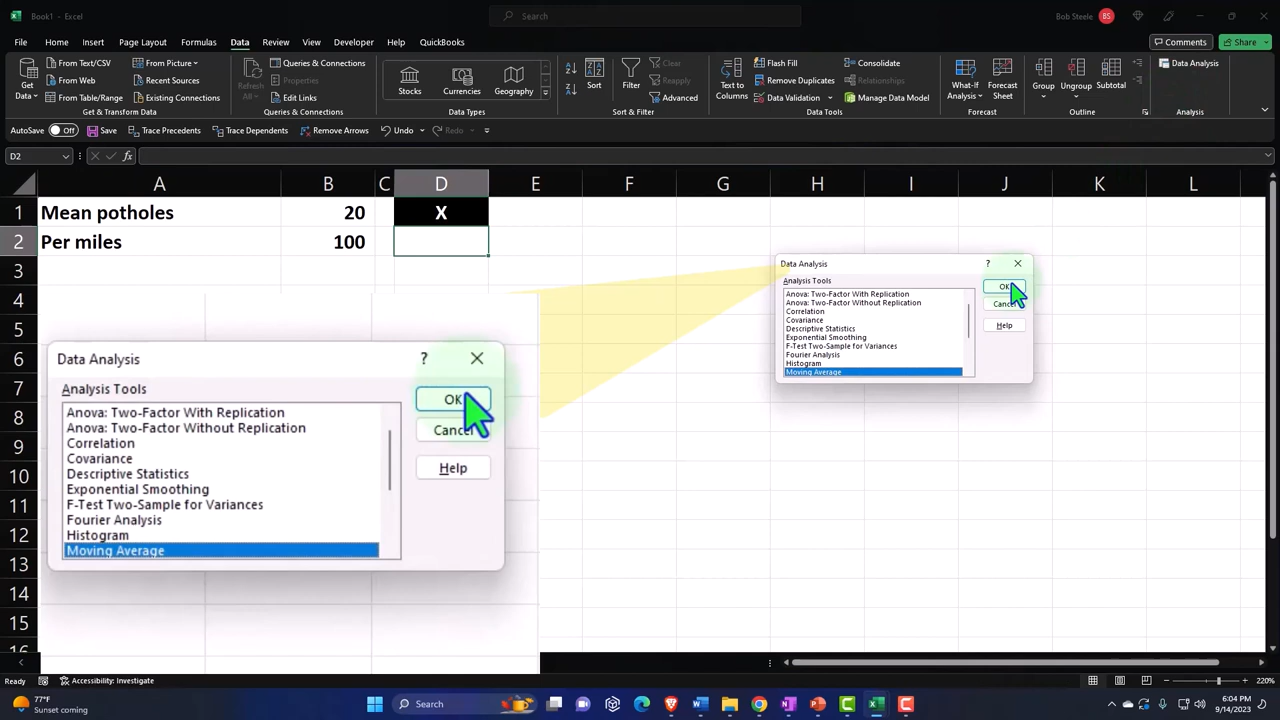 Book1 - Excel
Search
Bob Steele BS
File Home Insert Page Layout Formulas Data Review View Developer Help QuickBooks
Comments Share
Get Data
From Text/CSV
From Web
From Table/Range
From Picture
Recent Sources
Existing Connections
Get & Transform Data
Refresh All
Queries & Connections
Properties
Edit Links
Queries & Connections
Stocks Currencies Geography
Data Types
Sort Filter
Clear
Reapply
Advanced
Sort & Filter
Text to Columns
Flash Fill
Remove Duplicates
Data Validation
Consolidate
Relationships
Manage Data Model
Data Tools
What-If Analysis
Forecast Sheet
Forecast
Group Ungroup Subtotal
Outline
Data Analysis
Analysis
AutoSave Off Save Trace Precedents Trace Dependents Remove Arrows Undo Redo
D2 fx
A B C D E F G H I J K L
1 Mean potholes 20 X
2 Per miles 100
3
4
5
6
7
8
9
10
11
12
13
14
15
16
Data Analysis ?
Analysis Tools
Anova: Two-Factor With Replication
Anova: Two-Factor Without Replication
Correlation
Covariance
Descriptive Statistics
Exponential Smoothing
F-Test Two-Sample for Variances
Fourier Analysis
Histogram
Moving Average
OK
Cancel
Help
Data Analysis ?
Analysis Tools
Anova: Two-Factor With Replication
Anova: Two-Factor Without Replication
Correlation
Covariance
Descriptive Statistics
Exponential Smoothing
F-Test Two-Sample for Variances
Fourier Analysis
Histogram
Moving Average
OK
Cancel
Help
Ready Accessibility: Investigate 220%
77°F
Sunset coming
Search
6:04 PM
9/14/2023